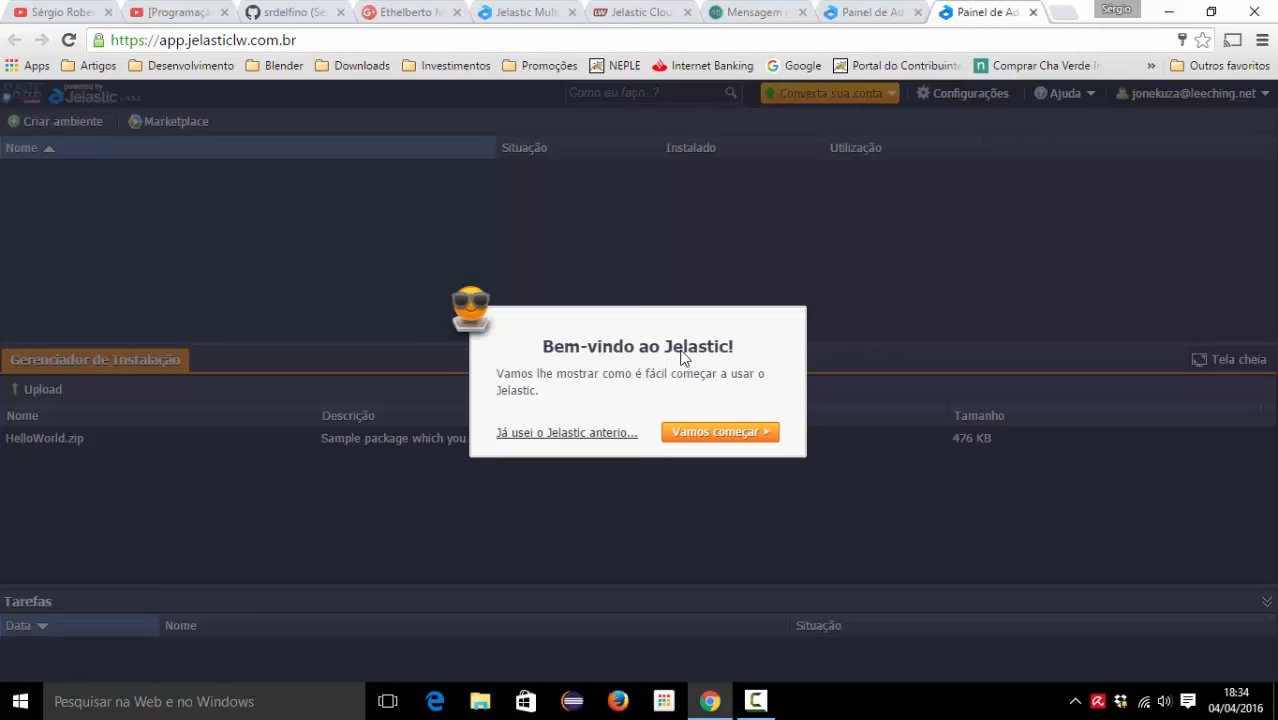 Sérgio Rober
[Programaçã
srdelfino (Sé
Ethelberto M
Jelastic Mult
Jelastic Clou
Mensagem
Painel de Ad
Painel de Ad
Sérgio
https://app.jelasticlw.com.br
Apps Artigos Desenvolvimento Blender Downloads Investimentos Promoções NEPLE Internet Banking Google Portal do Contribuinte Comprar Cha Verde » Outros favoritos
powered by
Jelastic Como eu faço...? Converta sua conta Configurações Ajuda jonekuza@leeching.net
Criar ambiente Marketplace
Nome Situação Instalado Utilização
Bem-vindo ao Jelastic!
Vamos lhe mostrar como é fácil começar a usar o
Jelastic.
Já usei o Jelastic anterio... Vamos começar
Gerenciador de Instalação Tela cheia
Upload
Nome Descrição Tamanho
HelloWorld.zip Sample package which you 476 KB
Tarefas
Data Nome Situação
Pesquisar na Web e no Windows
18:34
04/04/2016